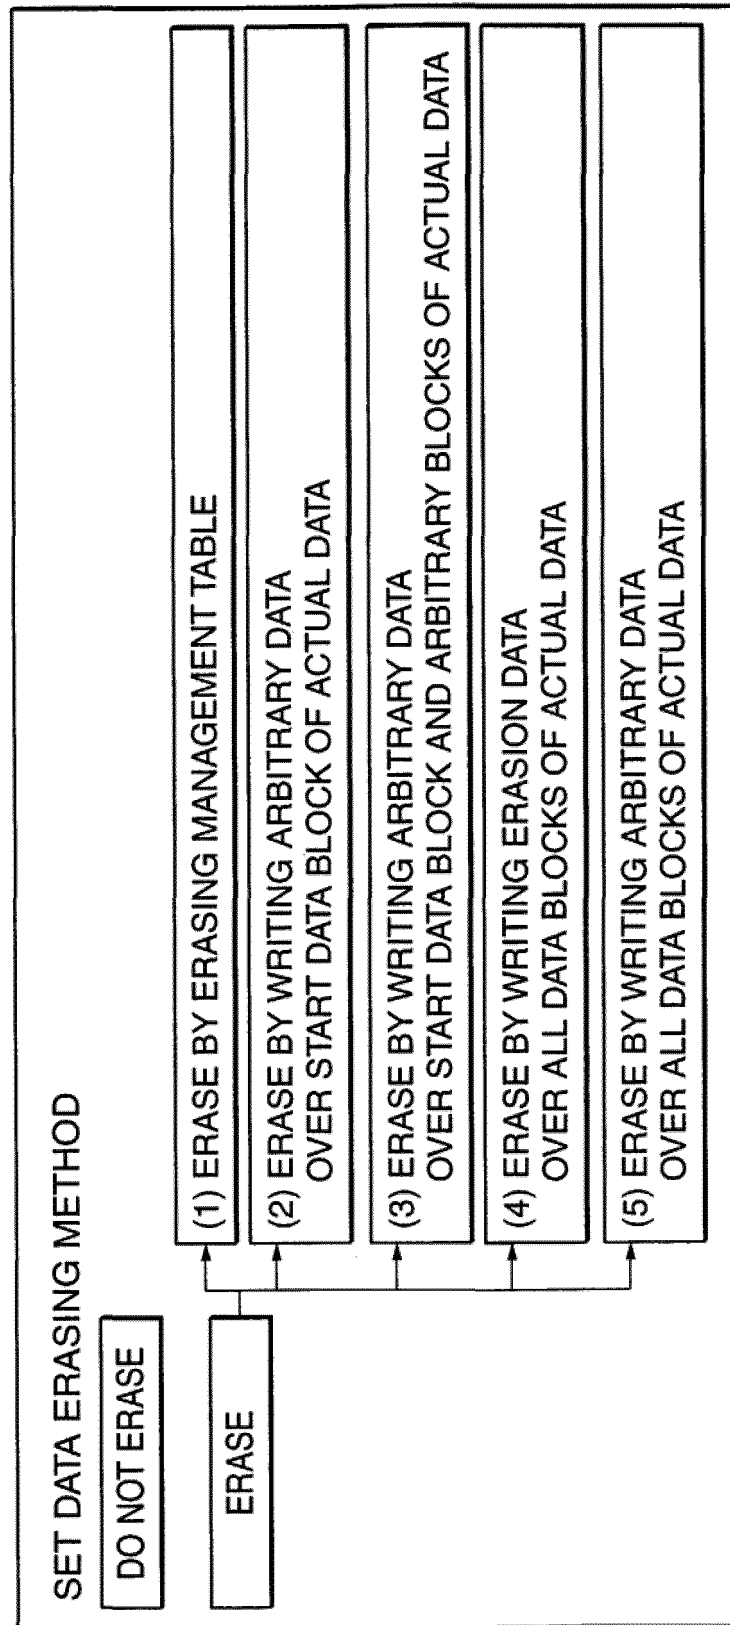 SET DATA ERASING METHOD
DO NOT ERASE
ERASE
(1) ERASE BY ERASING MANAGEMENT TABLE
(2) ERASE BY WRITING ARBITRARY DATA
OVER START DATA BLOCK OF ACTUAL DATA
(3) ERASE BY WRITING ARBITRARY DATA
OVER START DATA BLOCK AND ARBITRARY BLOCKS OF ACTUAL DATA
(4) ERASE BY WRITING ERASION DATA
OVER ALL DATA BLOCKS OF ACTUAL DATA
(5) ERASE BY WRITING ARBITRARY DATA
OVER ALL DATA BLOCKS OF ACTUAL DATA